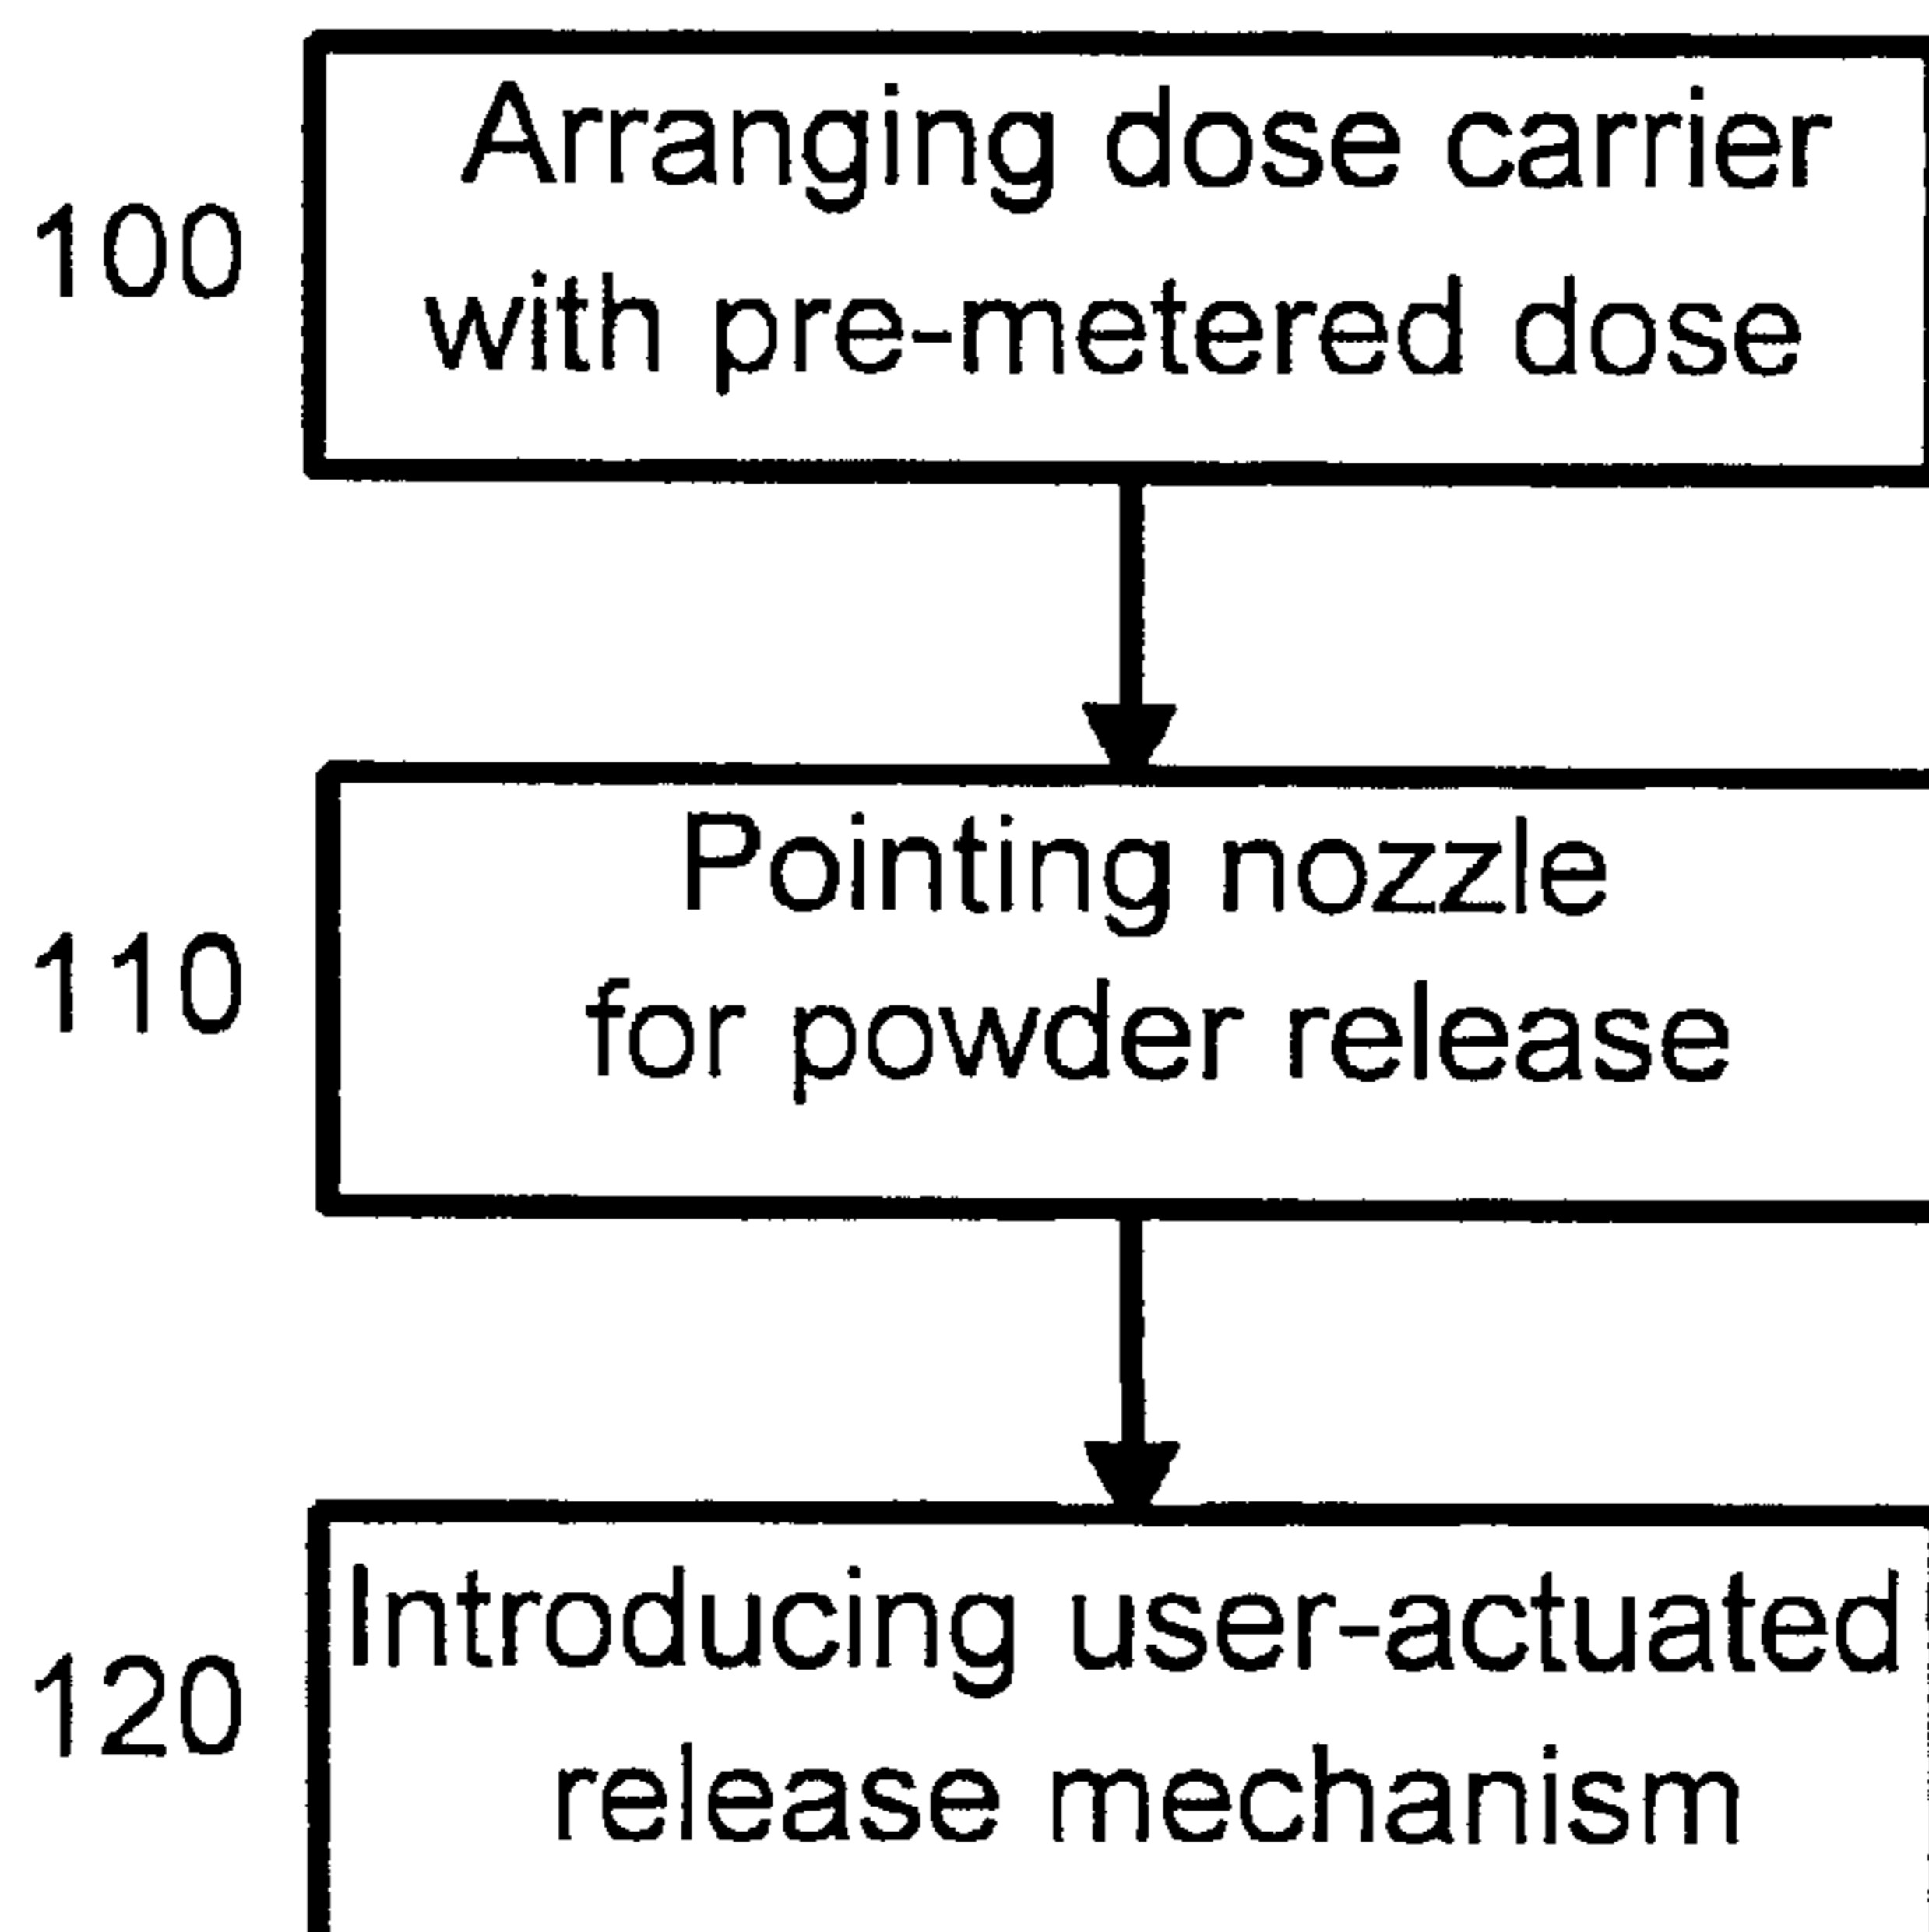 100
Arranging dose carrier
with pre-metered dose
110
Pointing nozzle
for powder release
120
Introducing user-actuated
release mechanism